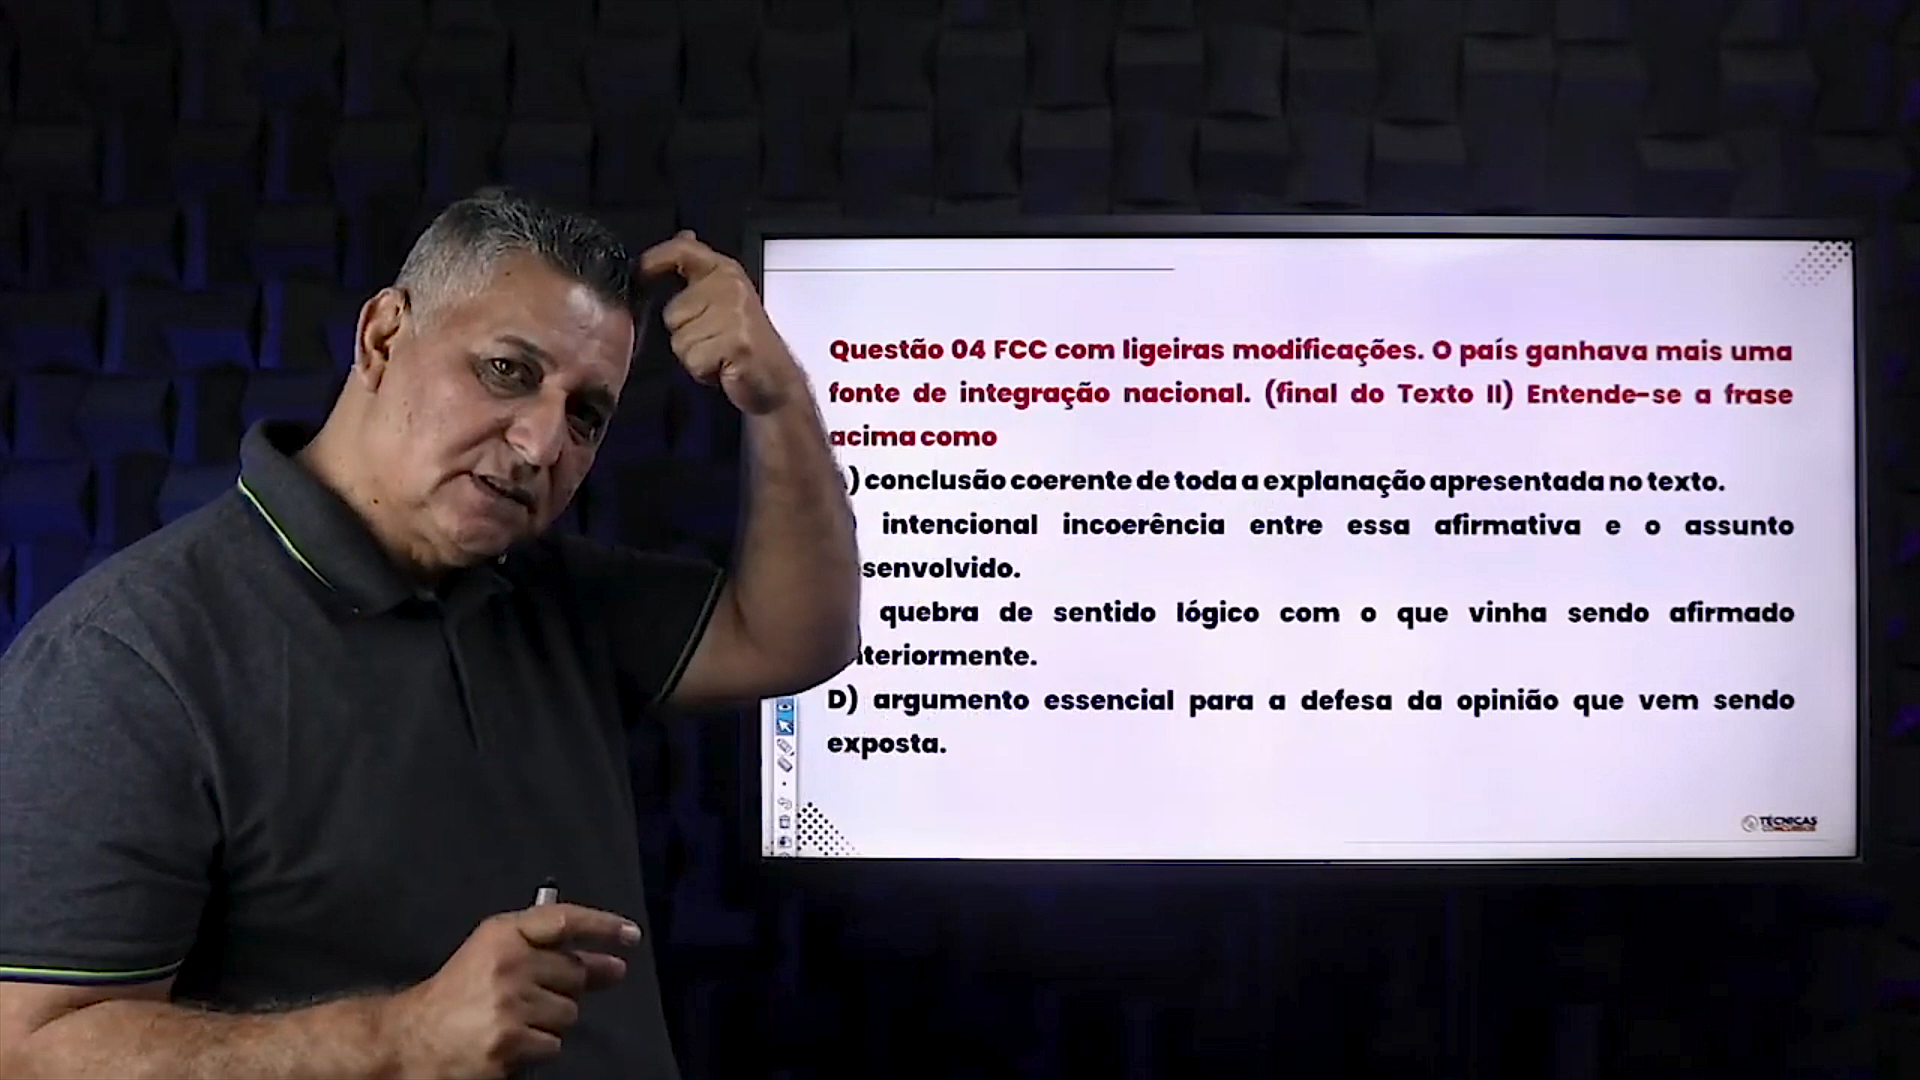 Questão 04 FCC com ligeiras modificações. O país ganhava mais uma
fonte de integração nacional. (final do Texto II) Entende-se a frase
acima como
) conclusão coerente de toda a explanação apresentada no texto.
intencional incoerência entre essa afirmativa e o assunto
senvolvido.
quebra de sentido lógico com o que vinha sendo afirmado
teriormente.
D) argumento essencial para a defesa da opinião que vem sendo
exposta.
TÉCNICAS
CONCURSOS